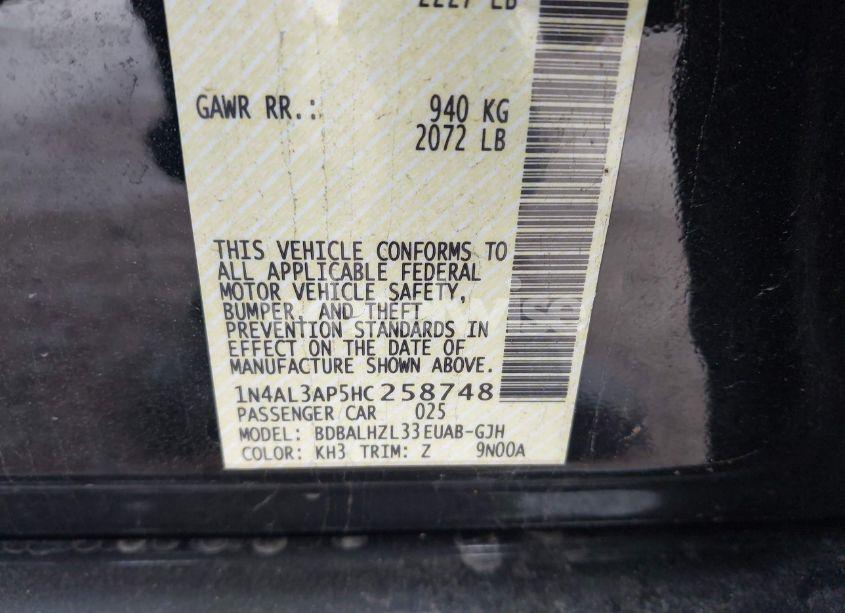 2227 LB
GAWR RR.: 940 KG
2072 LB
THIS VEHICLE CONFORMS TO
ALL APPLICABLE FEDERAL
MOTOR VEHICLE SAFETY,
BUMPER, AND THEFT
PREVENTION STANDARDS IN
EFFECT ON THE DATE OF
MANUFACTURE SHOWN ABOVE.
1N4AL3AP5HC258748
PASSENGER CAR 025
MODEL: BDBALHZL33EUAB-GJH
COLOR: KH3 TRIM: Z 9N00A